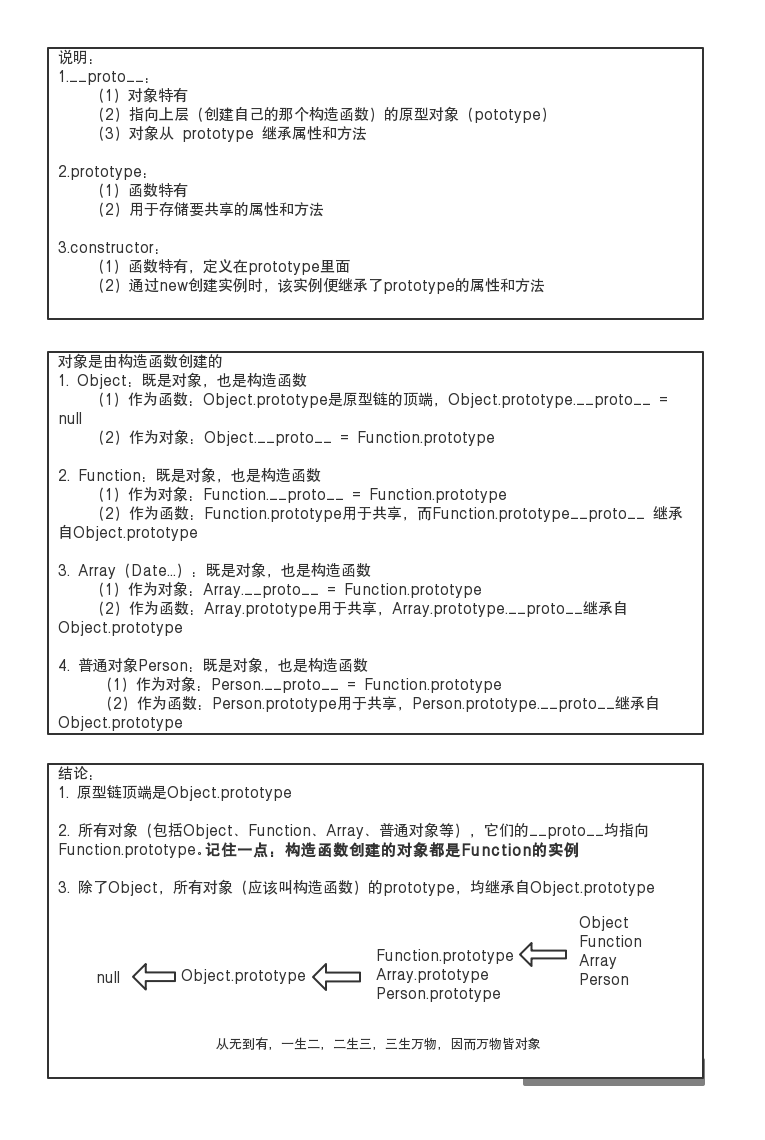 说明：
1.__proto__：
（1）对象特有
（2）指向上层（创建自己的那个构造函数）的原型对象（pototype）
（3）对象从 prototype 继承属性和方法
2.prototype：
（1）函数特有
（2）用于存储要共享的属性和方法
3.constructor：
（1）函数特有，定义在prototype里面
（2）通过new创建实例时，该实例便继承了prototype的属性和方法
对象是由构造函数创建的
1. Object：既是对象，也是构造函数
（1）作为函数：Object.prototype是原型链的顶端，Object.prototype.__proto__ =
null
（2）作为对象：Object.__proto__ = Function.prototype
2. Function：既是对象，也是构造函数
（1）作为对象：Function.__proto__ = Function.prototype
（2）作为函数：Function.prototype用于共享，而Function.prototype__proto__ 继承
自Object.prototype
3. Array（Date...）：既是对象，也是构造函数
（1）作为对象：Array.__proto__ = Function.prototype
（2）作为函数：Array.prototype用于共享，Array.prototype.__proto__继承自
Object.prototype
4. 普通对象Person：既是对象，也是构造函数
（1）作为对象：Person.__proto__ = Function.prototype
（2）作为函数：Person.prototype用于共享，Person.prototype.__proto__继承自
Object.prototype
结论：
1. 原型链顶端是Object.prototype
2. 所有对象（包括Object、Function、Array、普通对象等），它们的__proto__均指向
Function.prototype。记住一点：构造函数创建的对象都是Function的实例
3. 除了Object，所有对象（应该叫构造函数）的prototype，均继承自Object.prototype
null
Object.prototype
Function.prototype
Array.prototype
Person.prototype
Object
Function
Array
Person
从无到有，一生二，二生三，三生万物，因而万物皆对象